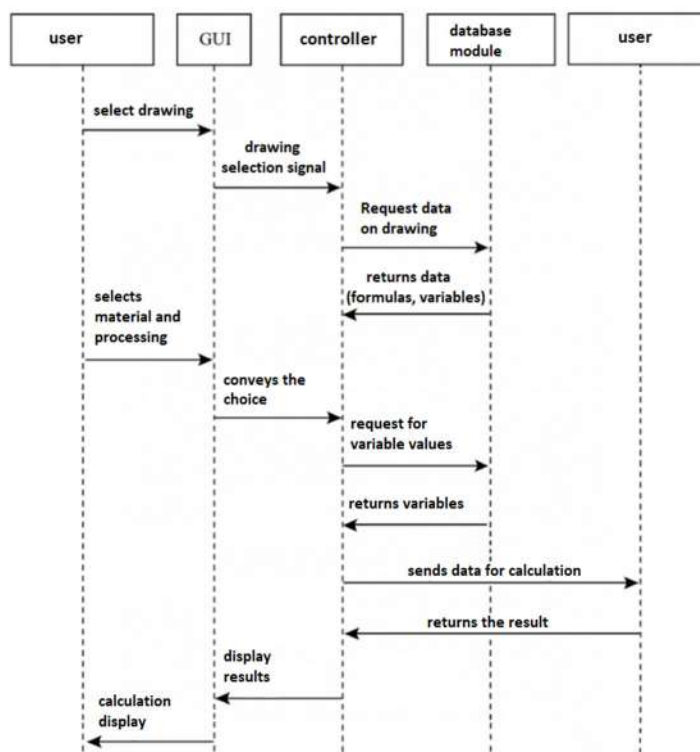 user
GUI
controller
database
module
user
select drawing
drawing
selection signal
Request data
on drawing
returns data
(formulas, variables)
selects
material and
processing
conveys the
choice
request for
variable values
returns variables
sends data for calculation
returns the result
display
results
calculation
display